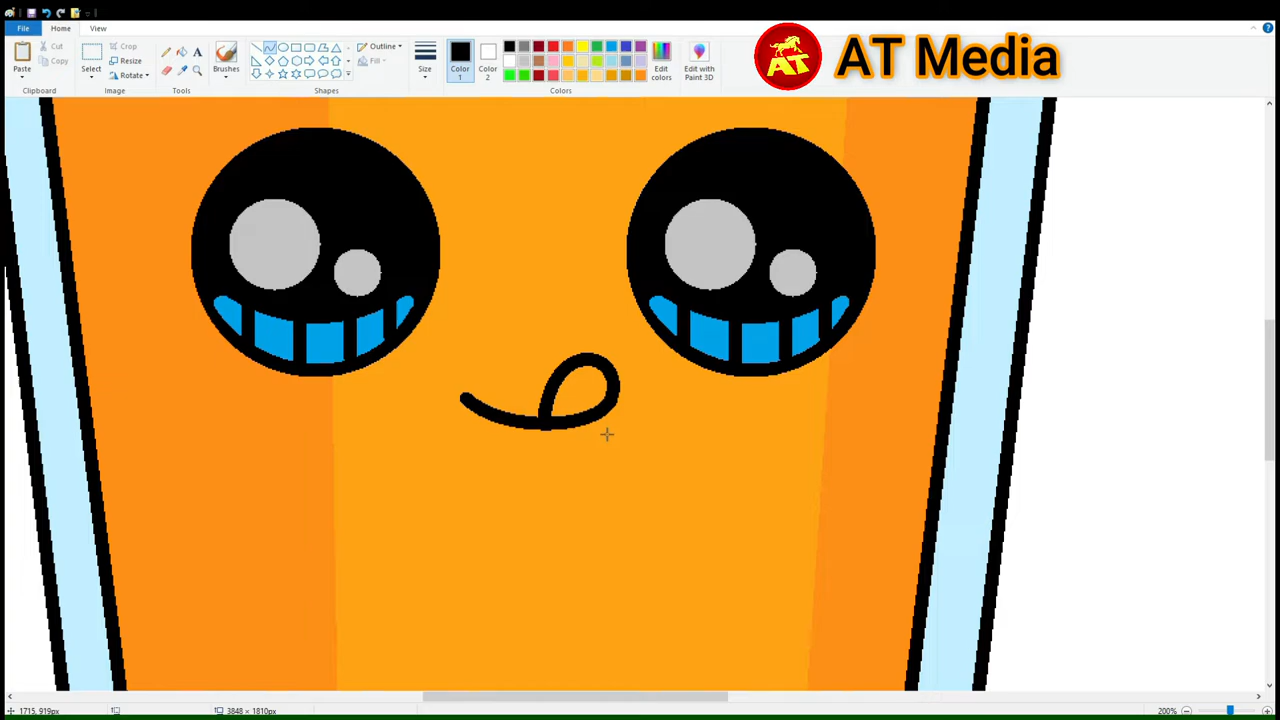 File Home View
AT Media
AT
Paste
Cut
Copy
Clipboard
Select
Crop
Resize
Rotate
Image
A
Tools
Brushes
Outline
Fill
Shapes
Size
Color
1
Color
2
Edit
colors
Colors
Edit with
Paint 3D
1715, 919px
3848 × 1810px
200%